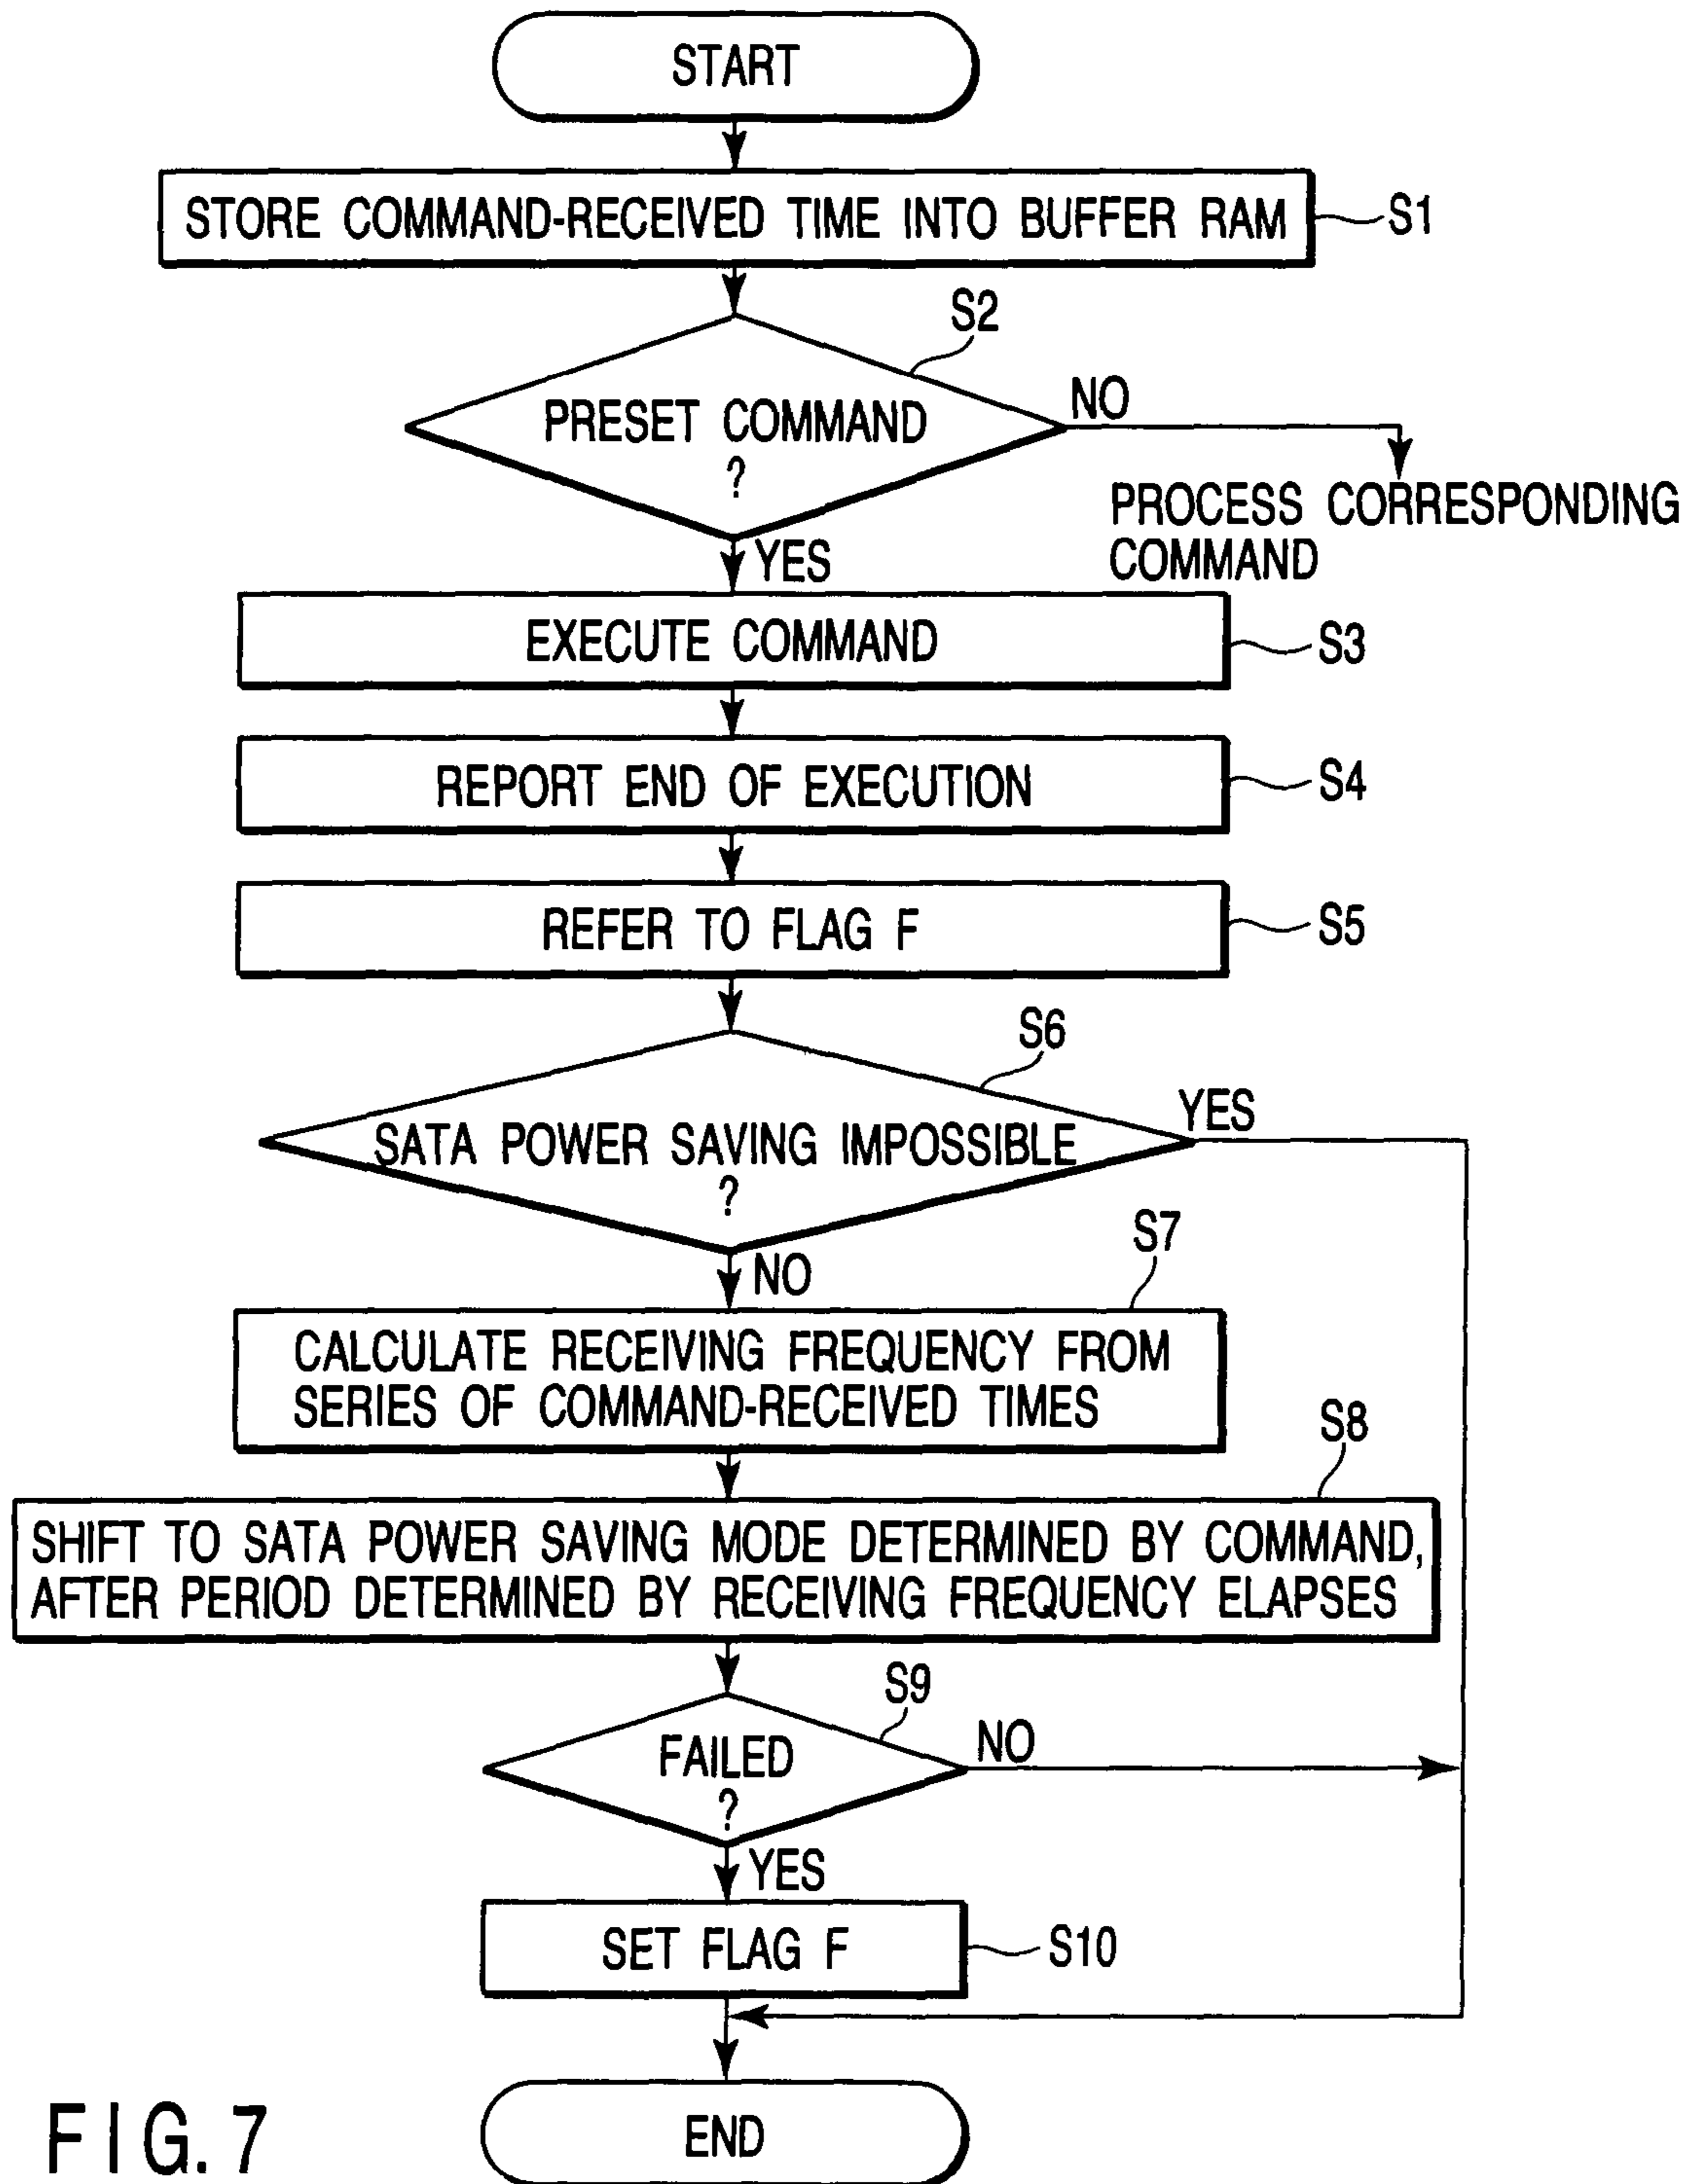 START
STORE COMMAND-RECEIVED TIME INTO BUFFER RAM
S1
S2
PRESET COMMAND
?
NO
PROCESS CORRESPONDING
COMMAND
YES
EXECUTE COMMAND
S3
REPORT END OF EXECUTION
S4
REFER TO FLAG F
S5
S6
SATA POWER SAVING IMPOSSIBLE
?
YES
NO
S7
CALCULATE RECEIVING FREQUENCY FROM
SERIES OF COMMAND-RECEIVED TIMES
S8
SHIFT TO SATA POWER SAVING MODE DETERMINED BY COMMAND,
AFTER PERIOD DETERMINED BY RECEIVING FREQUENCY ELAPSES
S9
FAILED
?
NO
YES
SET FLAG F
S10
END
FIG. 7